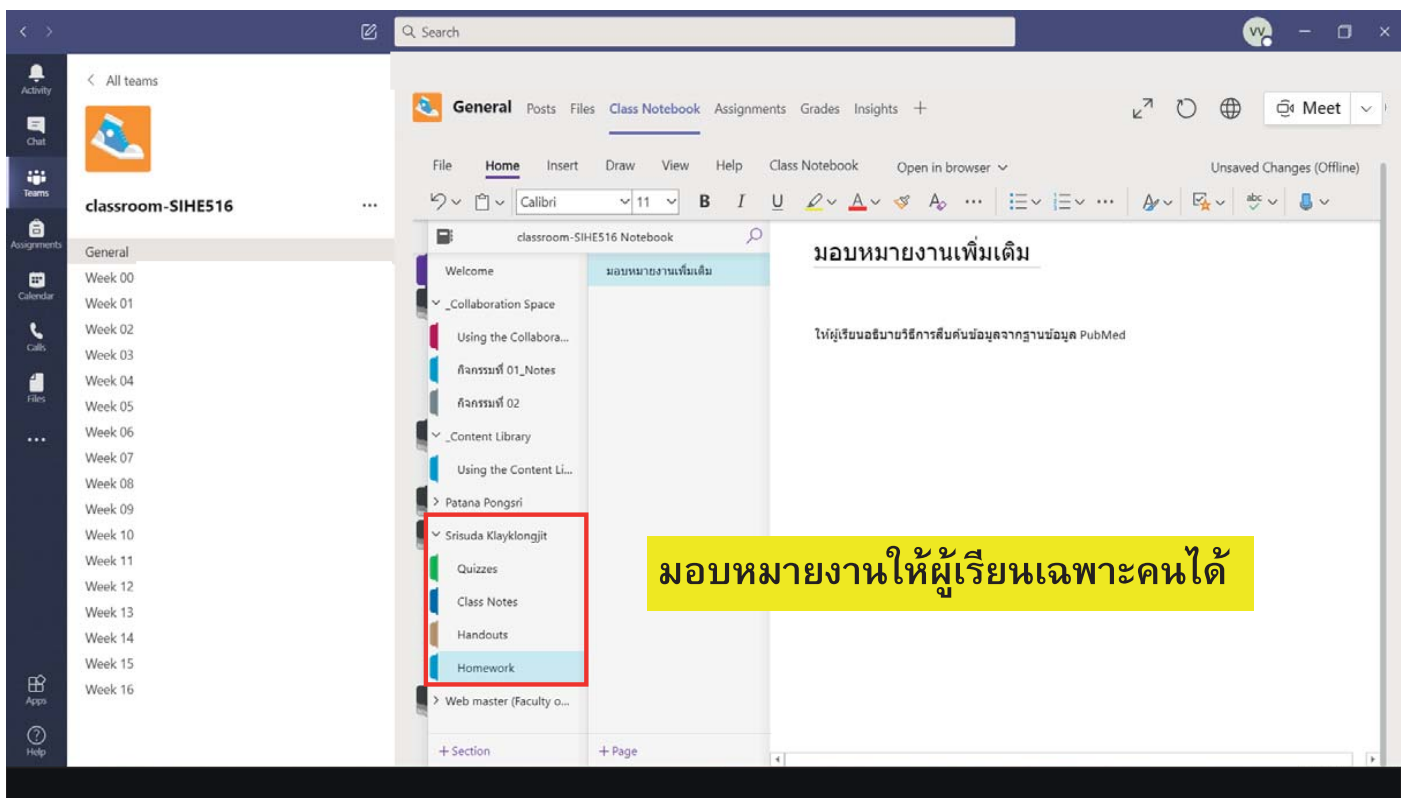 Search
VV
Activity
Chat
Teams
Assignments
Calendar
Calls
Files
Apps
Help
All teams
classroom-SIHE516
General
Week 00
Week 01
Week 02
Week 03
Week 04
Week 05
Week 06
Week 07
Week 08
Week 09
Week 10
Week 11
Week 12
Week 13
Week 14
Week 15
Week 16
General Posts Files Class Notebook Assignments Grades Insights +
Meet
File Home Insert Draw View Help Class Notebook Open in browser Unsaved Changes (Offline)
Calibri 11 B I U A A abc
classroom-SIHE516 Notebook
Welcome
_Collaboration Space
Using the Collabora...
กิจกรรมที่ 01_Notes
กิจกรรมที่ 02
_Content Library
Using the Content Li...
Patana Pongsri
Srisuda Klayklongjit
Quizzes
Class Notes
Handouts
Homework
Web master (Faculty o...
+ Section
มอบหมายงานเพิ่มเติม
+ Page
มอบหมายงานเพิ่มเติม
ให้ผู้เรียนอธิบายวิธีการสืบค้นข้อมูลจากฐานข้อมูล PubMed
มอบหมายงานให้ผู้เรียนเฉพาะคนได้